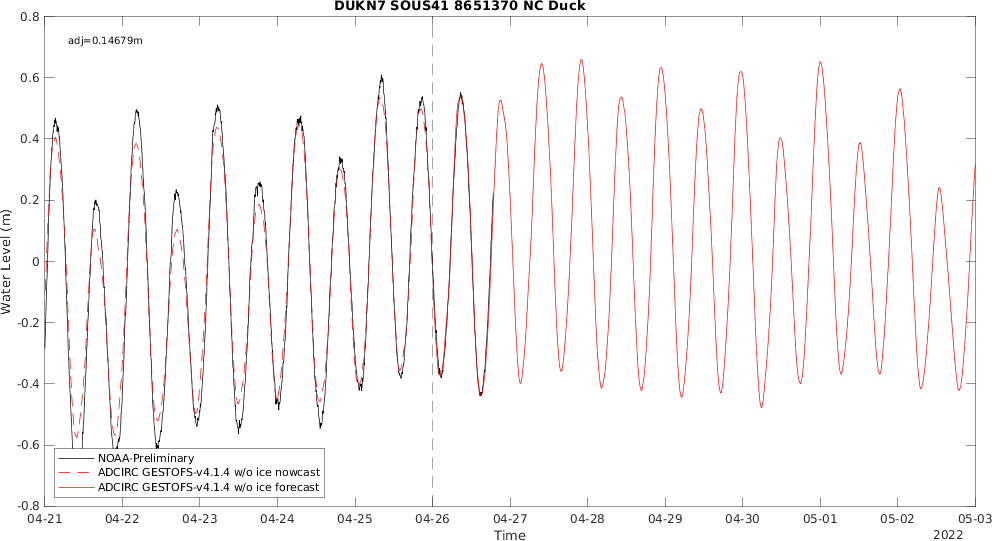 DUKN7 SOUS41 8651370 NC Duck
adj=0.14679m
0.8
0.6
0.4
0.2
0
-0.2
-0.4
-0.6
-0.8
Water Level (m)
NOAA-Preliminary
ADCIRC GESTOFS-v4.1.4 w/o ice nowcast
ADCIRC GESTOFS-v4.1.4 w/o ice forecast
04-21 04-22 04-23 04-24 04-25 04-26 04-27 04-28 04-29 04-30 05-01 05-02 05-03
Time
2022